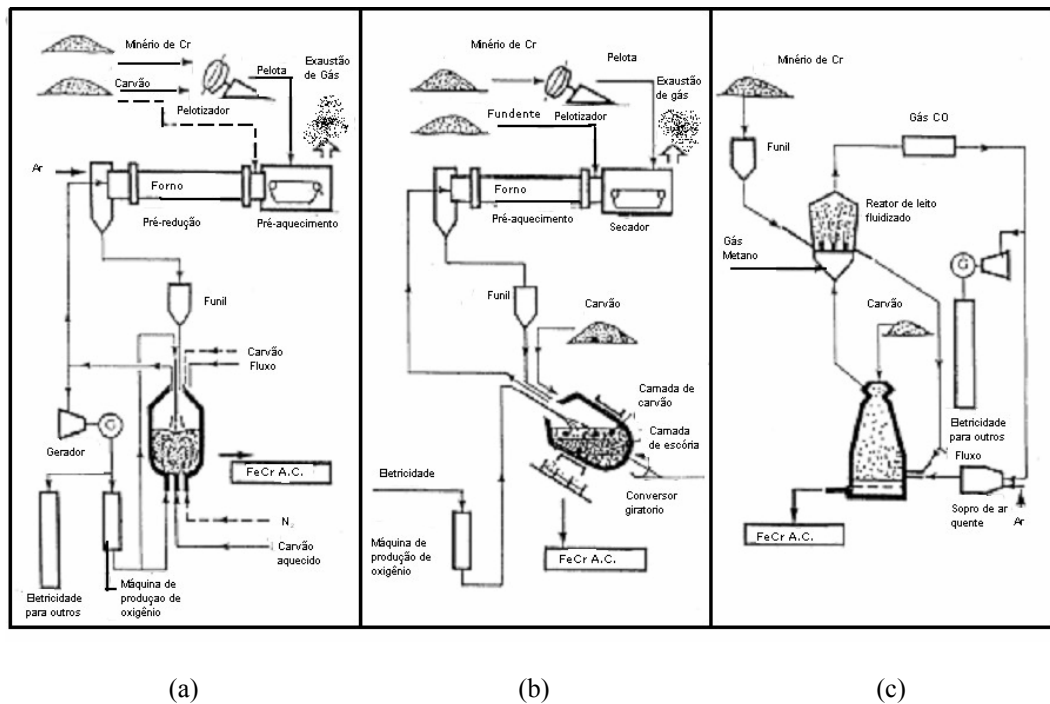 Minério de Cr
Carvão
Pelota
Pelotizador
Exaustão
de Gás
Ar
Forno
Pré-redução
Pré-aquecimento
Funil
Carvão
Fluxo
Gerador
G
FeCr A.C.
N₂
Carvão
aquecido
Eletricidade
para outros
Máquina de
produçao de
oxigênio
(a)
Minério de Cr
Pelota
Fundente
Pelotizador
Exaustão
de gás
Forno
Pré-aquecimento
Secador
Funil
Carvão
Camada de
carvão
Camada
de escória
Conversor
giratorio
Eletricidade
Máquina
de produção de
oxigênio
FeCr A.C.
(b)
Minério de Cr
Funil
Gás CO
Reator de leito
fluidizado
Gás
Metano
G
Carvão
Eletricidade
para outros
Fluxo
Sopro de ar
quente
Ar
FeCr A.C.
(c)